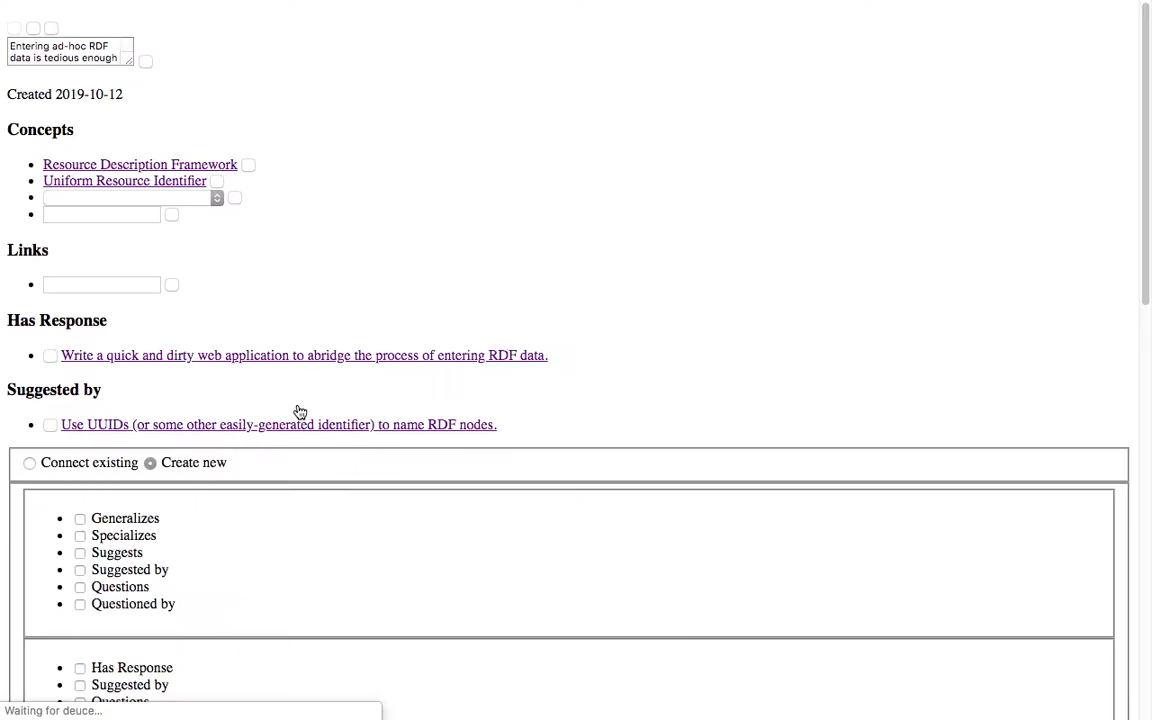 Entering ad-hoc RDF
data is tedious enough
Created 2019-10-12
Concepts
Resource Description Framework
Uniform Resource Identifier
Links
Has Response
Write a quick and dirty web application to abridge the process of entering RDF data.
Suggested by
Use UUIDs (or some other easily-generated identifier) to name RDF nodes.
Connect existing Create new
Generalizes
Specializes
Suggests
Suggested by
Questions
Questioned by
Has Response
Suggested by
Questions
Waiting for deuce...